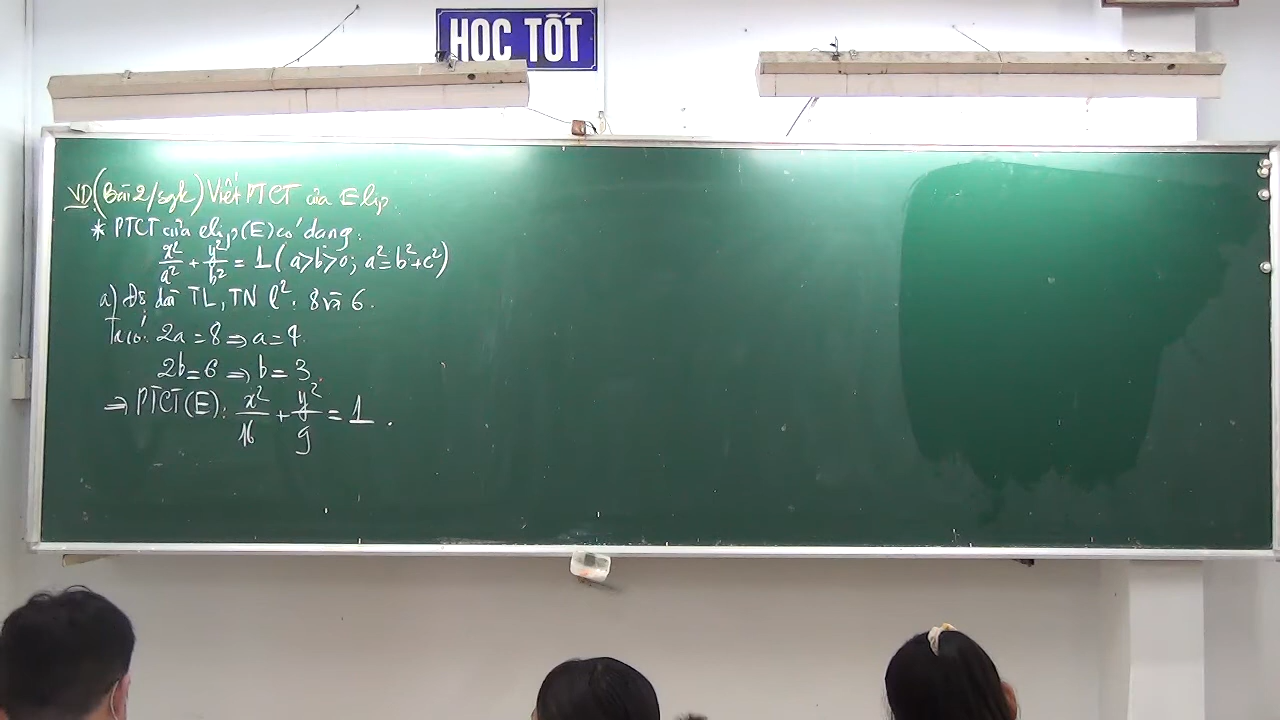 HỌC TỐT
VD (Bài 2/sgk) Viết PTCT của Elip
* PTCT của elip (E) có dạng:
x²/a² + y²/b² = 1 (a>b>0; a²=b²+c²)
a) Độ dài TL, TN l²: 8 và 6.
Ta có: 2a = 8 => a = 4.
2b = 6 => b = 3.
=> PTCT (E): x²/16 + y²/9 = 1.